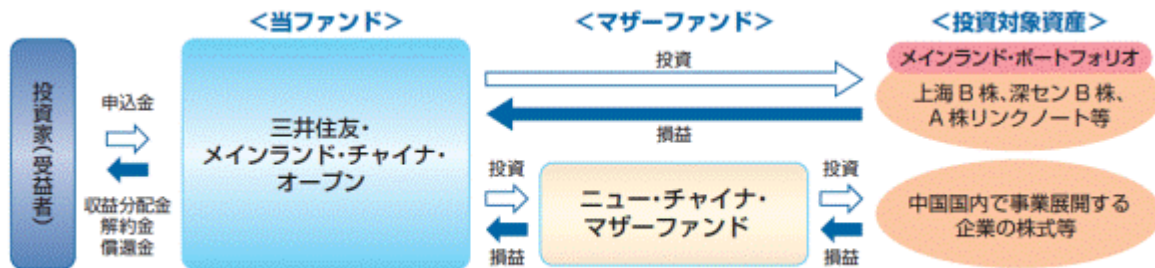 <当ファンド>
<マザーファンド>
<投資対象資産>
投資家(受益者)
申込金
収益分配金
解約金
償還金
三井住友・
メインランド・チャイナ・
オープン
投資
損益
メインランド・ポートフォリオ
上海B株、深センB株、
A株リンクノート等
投資
損益
ニュー・チャイナ・
マザーファンド
投資
損益
中国国内で事業展開する
企業の株式等